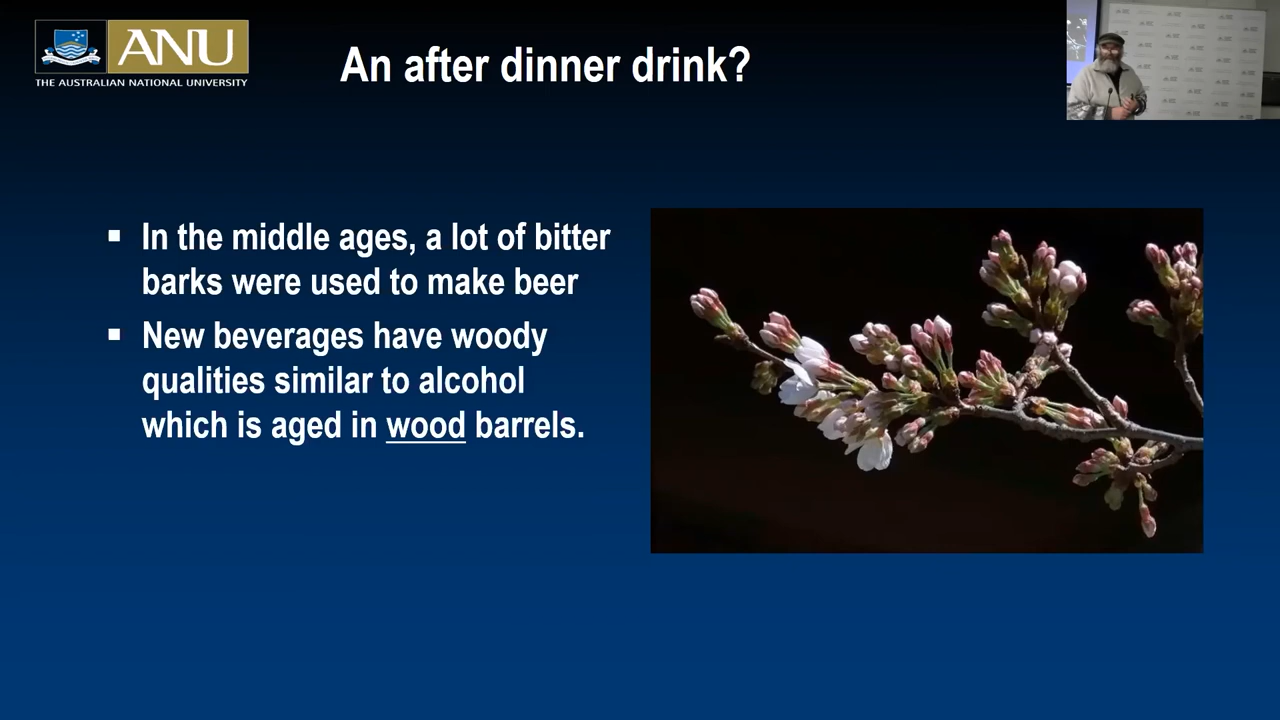 ANU
THE AUSTRALIAN NATIONAL UNIVERSITY
An after dinner drink?
▪ In the middle ages, a lot of bitter
barks were used to make beer
▪ New beverages have woody
qualities similar to alcohol
which is aged in wood barrels.